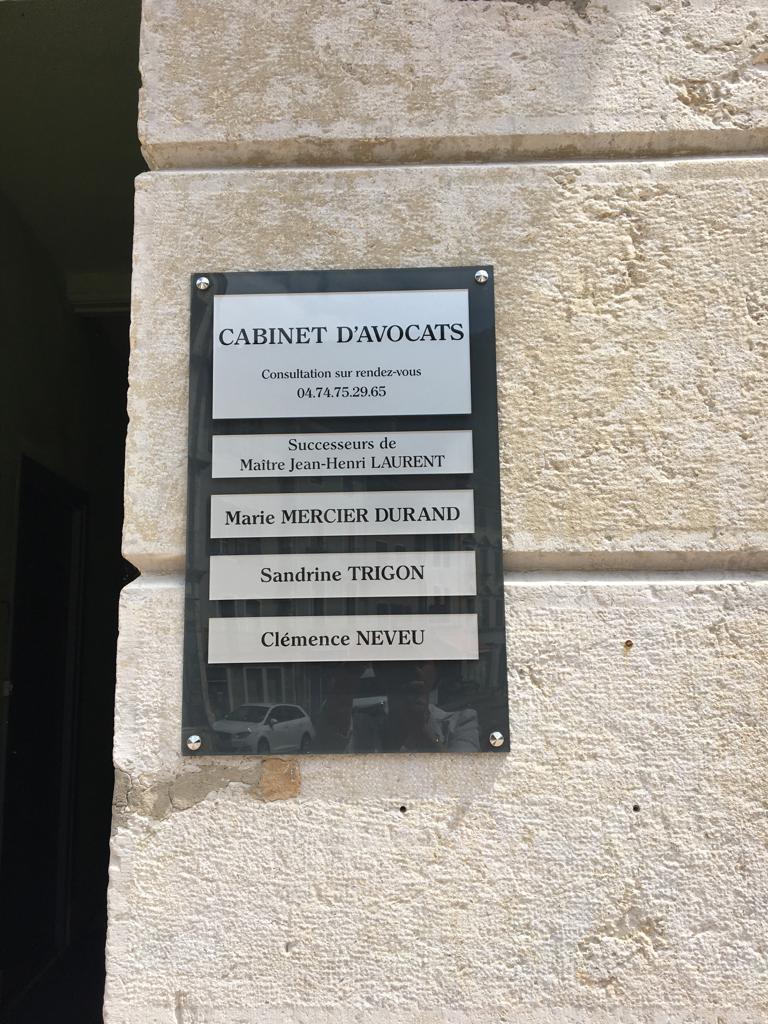 CABINET D'AVOCATS
Consultation sur rendez-vous
04.74.75.29.65
Successeurs de
Maître Jean-Henri LAURENT
Marie MERCIER DURAND
Sandrine TRIGON
Clémence NEVEU